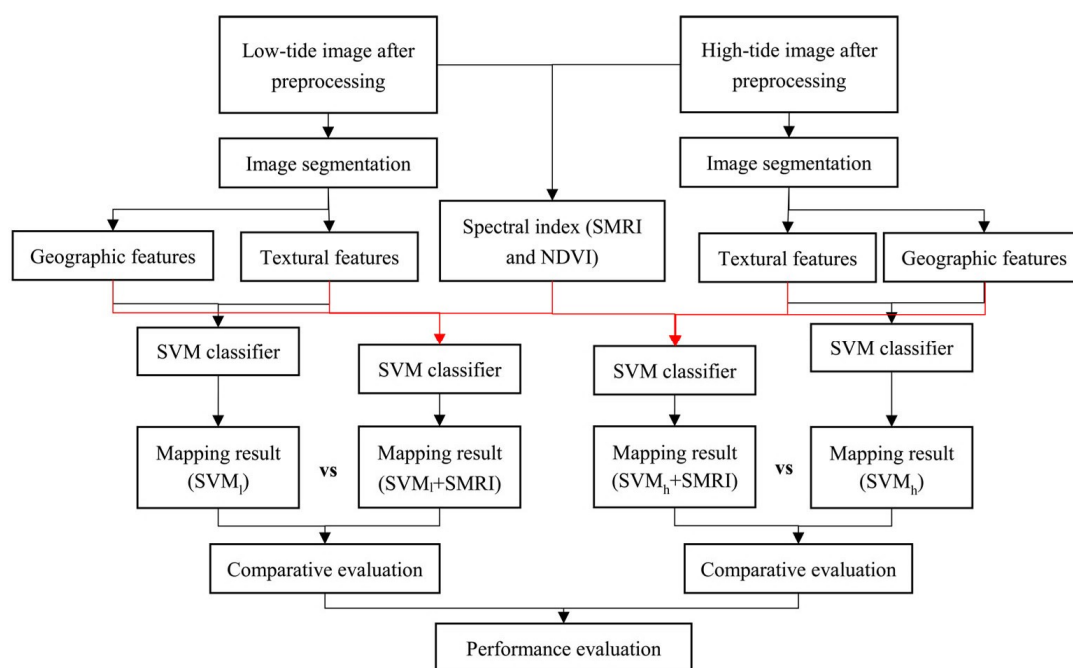 Low-tide image after
preprocessing
High-tide image after
preprocessing
Image segmentation
Image segmentation
Geographic features
Textural features
Spectral index (SMRI
and NDVI)
Textural features
Geographic features
SVM classifier
SVM classifier
SVM classifier
SVM classifier
Mapping result
(SVMl)
vs
Mapping result
(SVMl+SMRI)
Mapping result
(SVMh+SMRI)
vs
Mapping result
(SVMh)
Comparative evaluation
Comparative evaluation
Performance evaluation